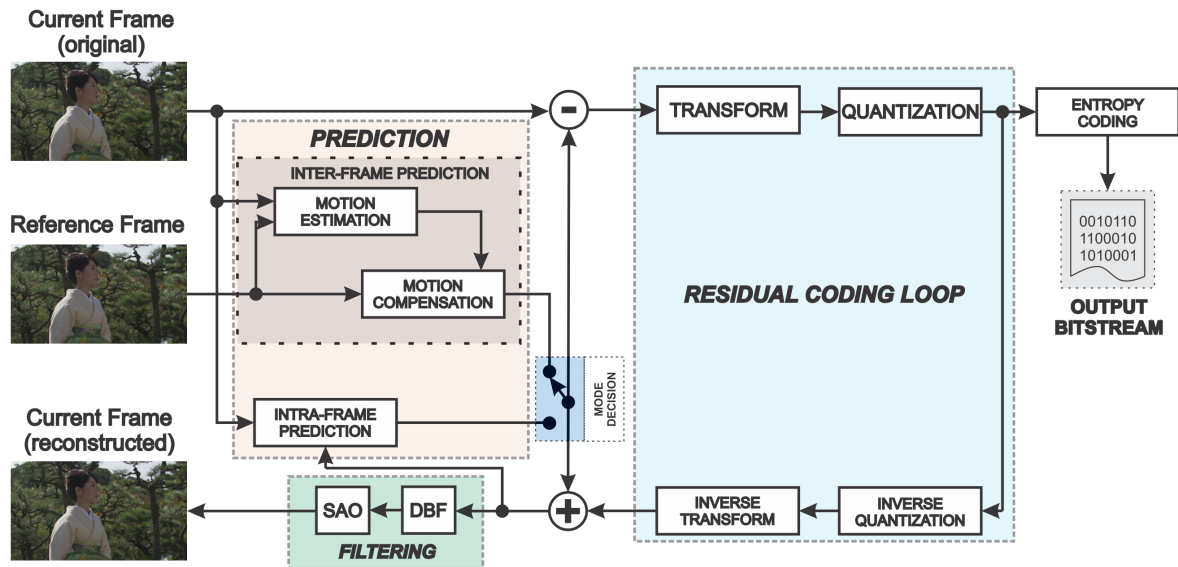 Current Frame
(original)
PREDICTION
INTER-FRAME PREDICTION
MOTION
ESTIMATION
MOTION
COMPENSATION
Reference Frame
INTRA-FRAME
PREDICTION
MODE
DECISION
Current Frame
(reconstructed)
SAO
DBF
FILTERING
-
+
TRANSFORM
QUANTIZATION
RESIDUAL CODING LOOP
INVERSE
TRANSFORM
INVERSE
QUANTIZATION
ENTROPY
CODING
0010110
1100010
1010001
OUTPUT
BITSTREAM